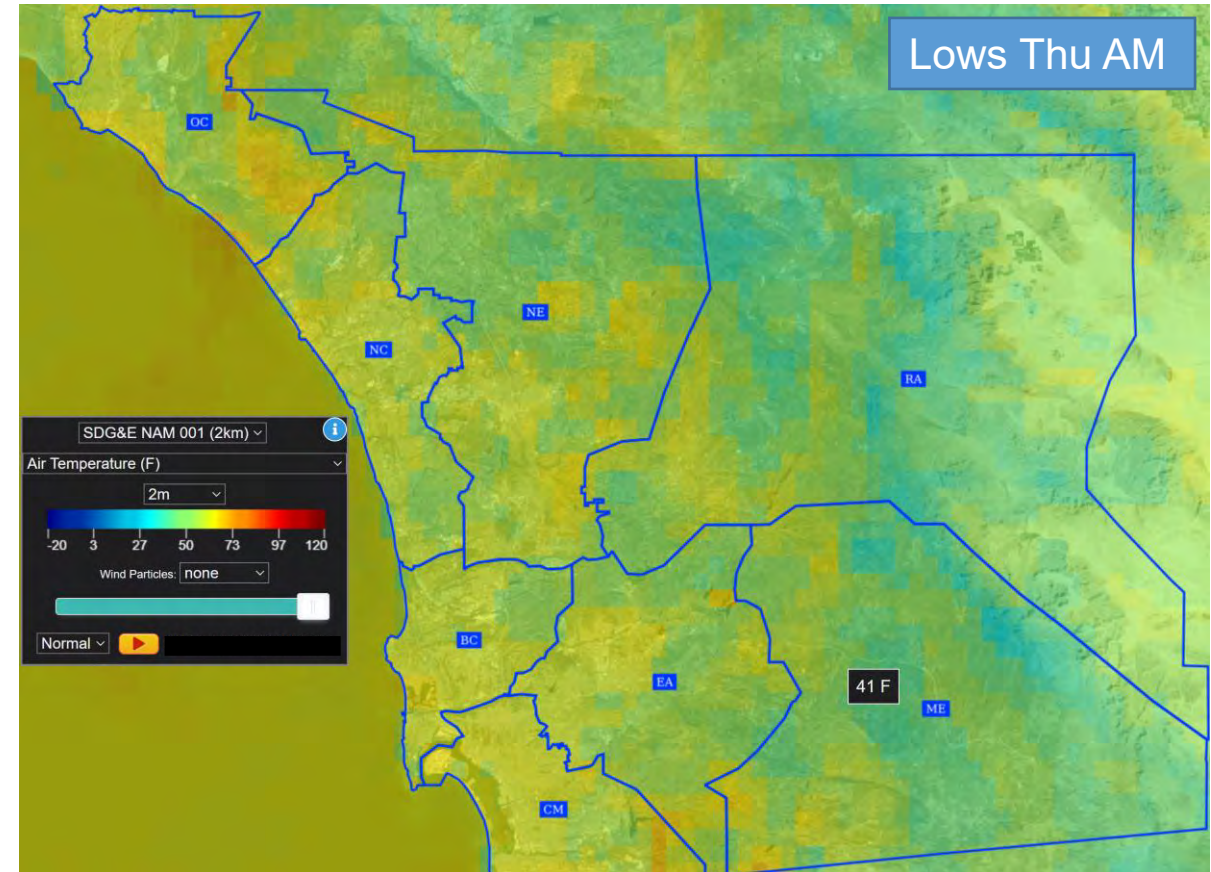 Lows Thu AM
OC
NE
NC
RA
SDG&E NAM 001 (2km)
i
Air Temperature (F)
2m
-20 3 27 50 73 97 120
Wind Particles: none
Normal
BC
EA
41 F
ME
CM